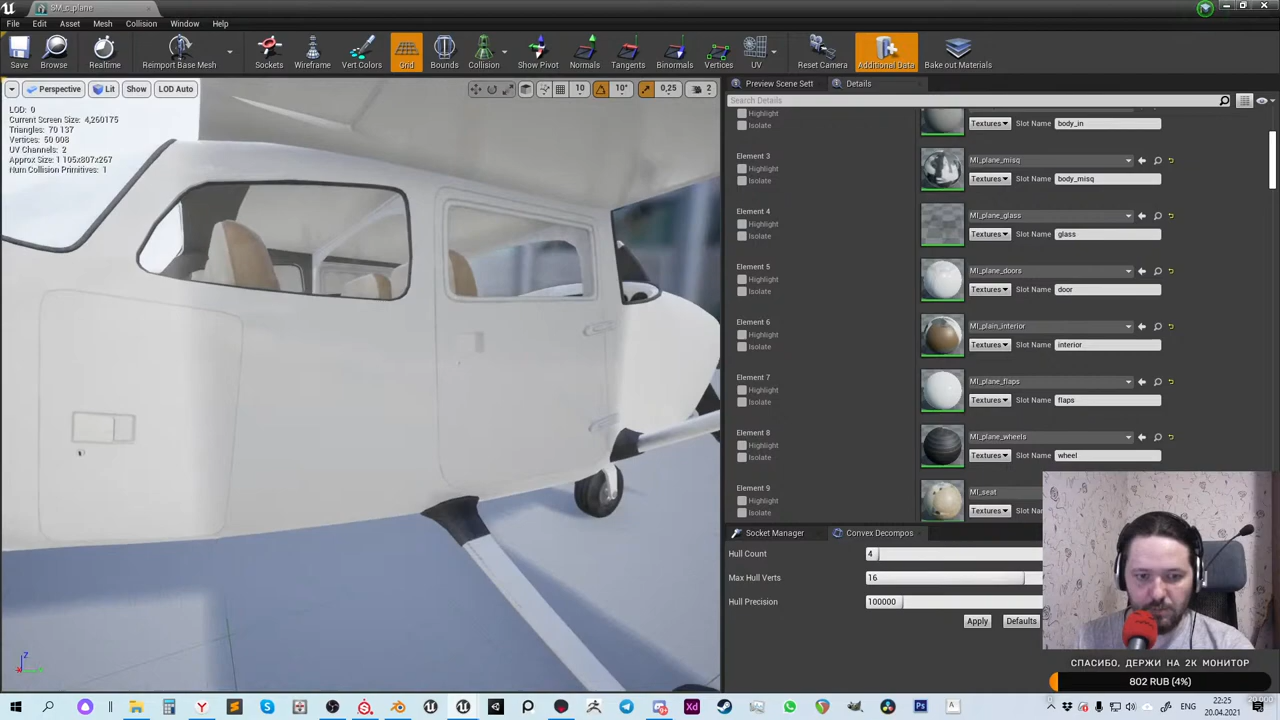 SM_c_plane
File Edit Asset Mesh Collision Window Help
Save Browse Realtime Reimport Base Mesh Sockets Wireframe Vert Colors Grid Bounds Collision Show Pivot Normals Tangents Binormals Vertices UV Reset Camera Additional Data Bake out Materials
Perspective Lit Show LOD Auto 10 10° 0,25 2
LOD: 0
Current Screen Size: 4,260175
Triangles: 70 137
Vertices: 50 008
UV Channels: 2
Approx Size: 1 105x807x267
Num Collision Primitives: 1
Preview Scene Sett Details
Search Details
Highlight
Isolate
Textures Slot Name body_in
Element 3 MI_plane_misq
Highlight
Isolate
Textures Slot Name body_misq
Element 4 MI_plane_glass
Highlight
Isolate
Textures Slot Name glass
Element 5 MI_plane_doors
Highlight
Isolate
Textures Slot Name door
Element 6 MI_plain_interior
Highlight
Isolate
Textures Slot Name interior
Element 7 MI_plane_flaps
Highlight
Isolate
Textures Slot Name flaps
Element 8 MI_plane_wheels
Highlight
Isolate
Textures Slot Name wheel
Element 9 MI_seat
Highlight
Isolate
Textures Slot Nam
Socket Manager Convex Decompos
Hull Count 4
Max Hull Verts 16
Hull Precision 100000
Apply Defaults
СПАСИБО, ДЕРЖИ НА 2К МОНИТОР
802 RUB (4%)
Z
22:25
ENG
20.04.2021